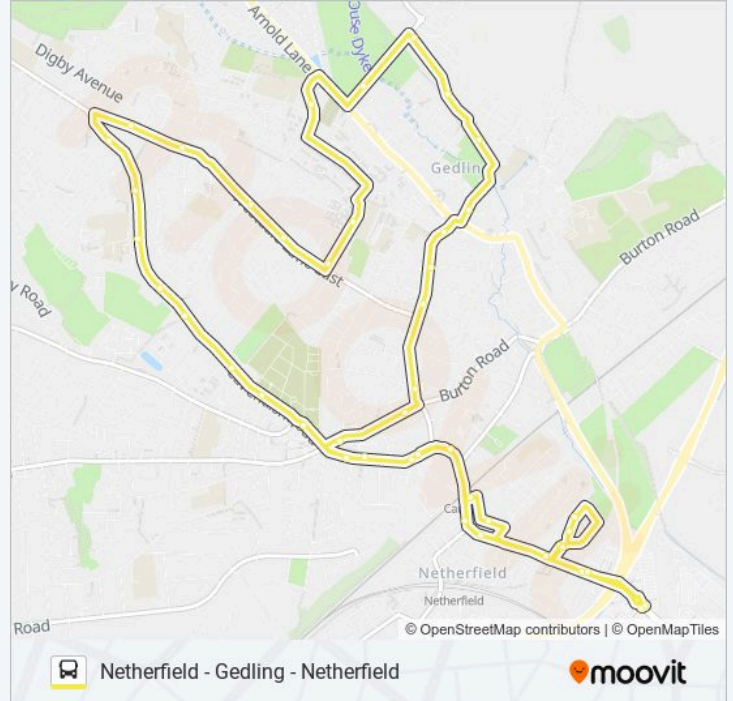 Arnold Lane
Ouse Dyke
Digby Avenue
Gedlin
Burton Road
y Road
Burton Road
Ca
Netherfield
Netherfield
Road
© OpenStreetMap contributors | © OpenMapTiles
Netherfield - Gedling - Netherfield
moovit